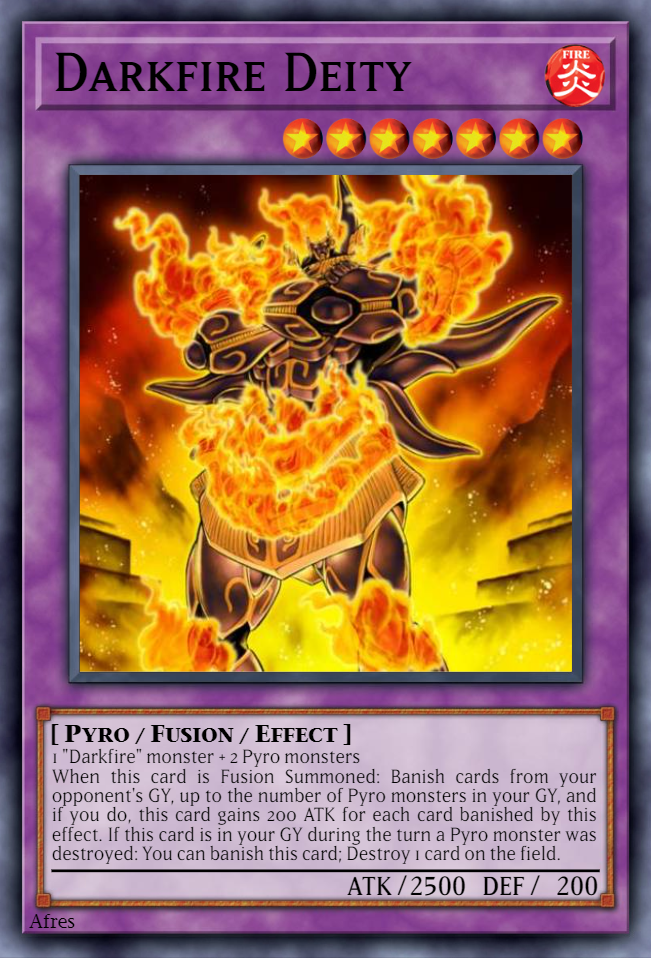 Darkfire Deity
FIRE
炎
[ Pyro / Fusion / Effect ]
1 "Darkfire" monster + 2 Pyro monsters
When this card is Fusion Summoned: Banish cards from your
opponent's GY, up to the number of Pyro monsters in your GY, and
if you do, this card gains 200 ATK for each card banished by this
effect. If this card is in your GY during the turn a Pyro monster was
destroyed: You can banish this card; Destroy 1 card on the field.
ATK / 2500 DEF / 200
Afres